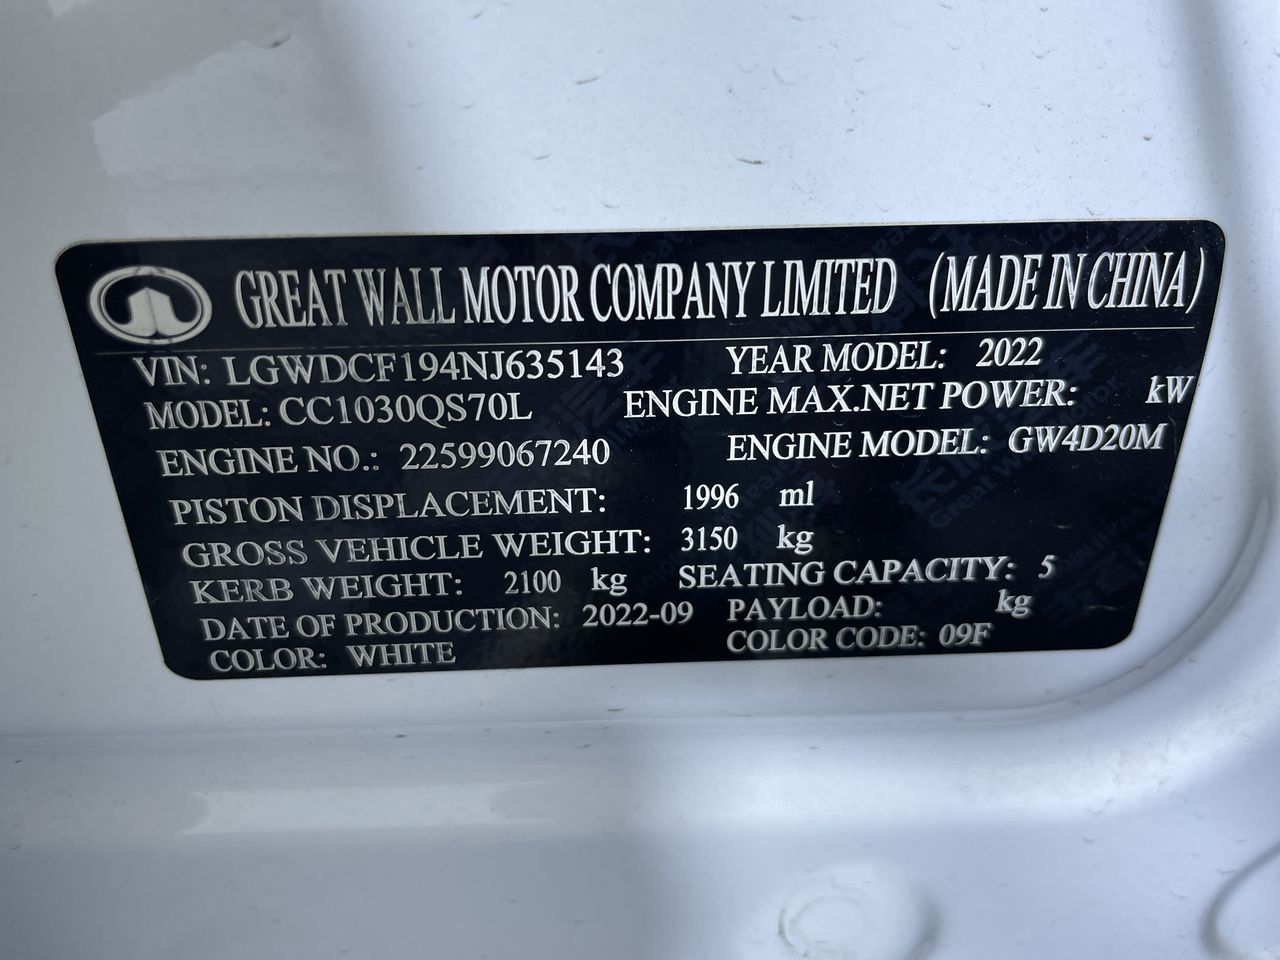 GREAT WALL MOTOR COMPANY LIMITED (MADE IN CHINA)
VIN: LGWDCF194NJ635143 YEAR MODEL: 2022
MODEL: CC1030QS70L ENGINE MAX.NET POWER: kW
ENGINE NO.: 22599067240 ENGINE MODEL: GW4D20M
PISTON DISPLACEMENT: 1996 ml
GROSS VEHICLE WEIGHT: 3150 kg
KERB WEIGHT: 2100 kg SEATING CAPACITY: 5
DATE OF PRODUCTION: 2022-09 PAYLOAD: kg
COLOR: WHITE COLOR CODE: 09F